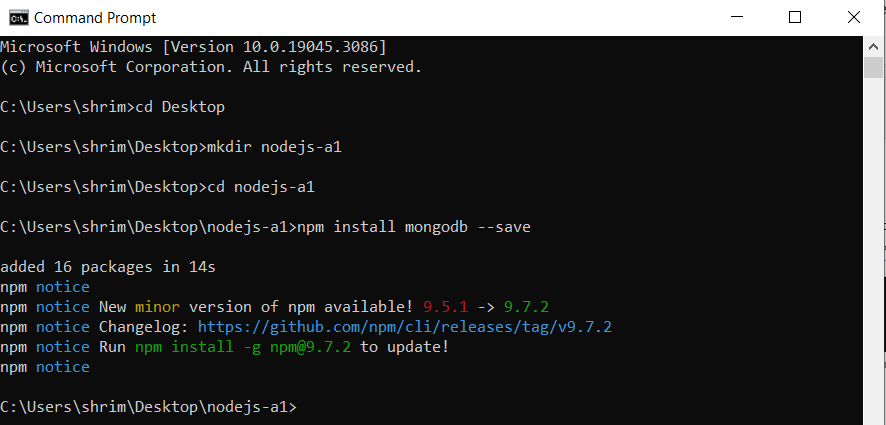 Command Prompt
Microsoft Windows [Version 10.0.19045.3086]
(c) Microsoft Corporation. All rights reserved.
C:\Users\shrim>cd Desktop
C:\Users\shrim\Desktop>mkdir nodejs-a1
C:\Users\shrim\Desktop>cd nodejs-a1
C:\Users\shrim\Desktop\nodejs-a1>npm install mongodb --save
added 16 packages in 14s
npm notice
npm notice New minor version of npm available! 9.5.1 -> 9.7.2
npm notice Changelog: https://github.com/npm/cli/releases/tag/v9.7.2
npm notice Run npm install -g npm@9.7.2 to update!
npm notice
C:\Users\shrim\Desktop\nodejs-a1>